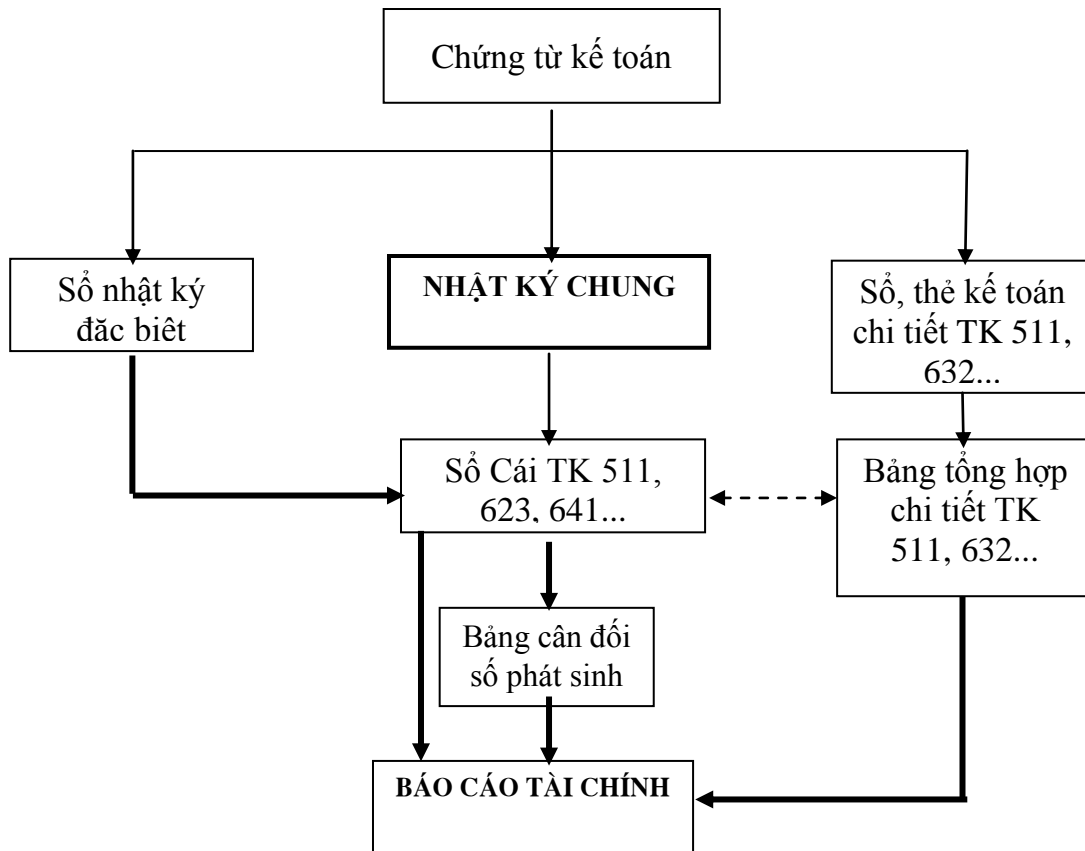 Chứng từ kế toán
Sổ nhật ký
đăc biêt
NHẬT KÝ CHUNG
Sổ, thẻ kế toán
chi tiết TK 511,
632...
Sổ Cái TK 511,
623, 641...
Bảng tổng hợp
chi tiết TK
511, 632...
Bảng cân đối
số phát sinh
BÁO CÁO TÀI CHÍNH